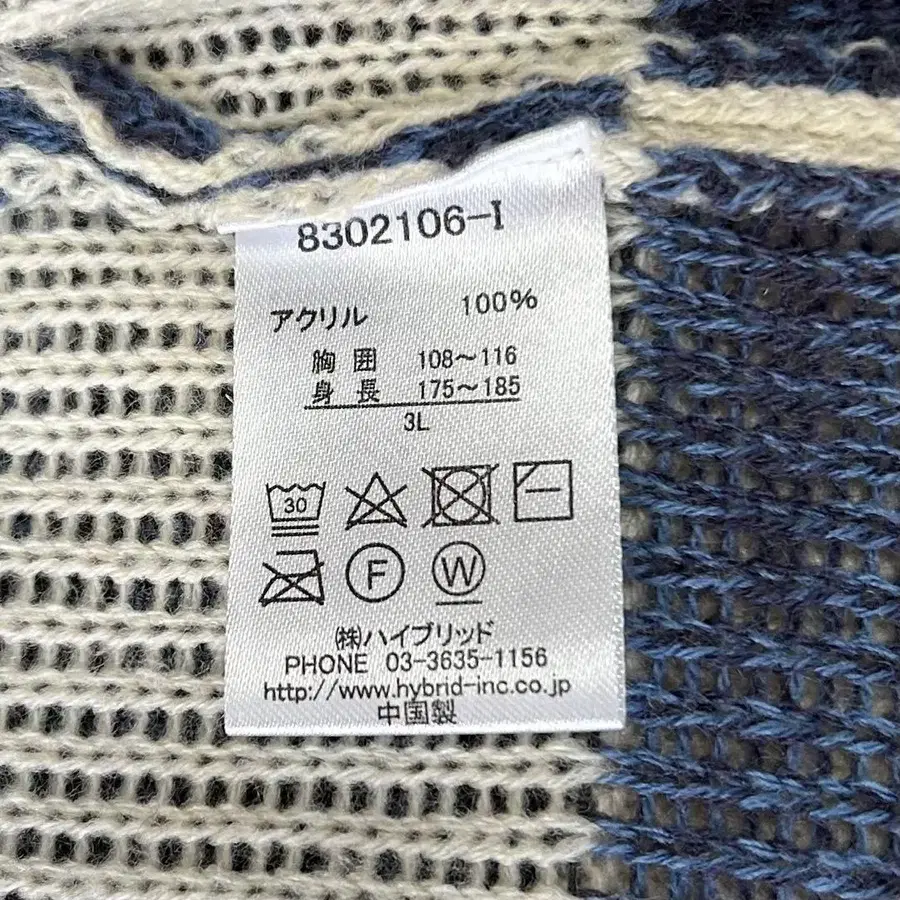 8302106-I
アクリル 100%
胸囲 108～116
身長 175～185
3L
30
F W
㈱ハイブリッド
PHONE 03-3635-1156
http://www.hybrid-inc.co.jp
中国製